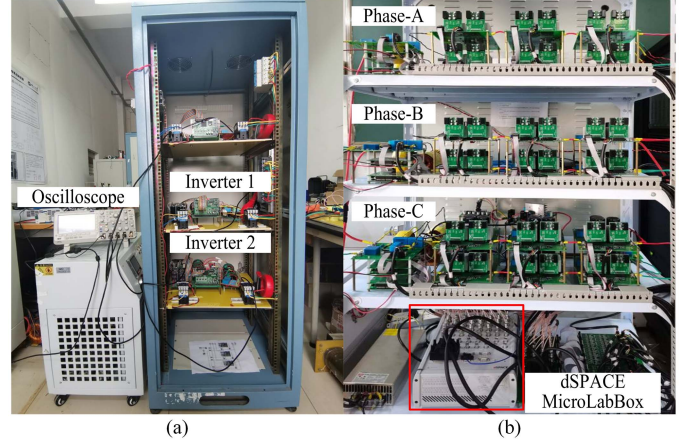 Phase-A
Phase-B
Oscilloscope
Inverter 1
Inverter 2
Phase-C
dSPACE
MicroLabBox
(a)
(b)